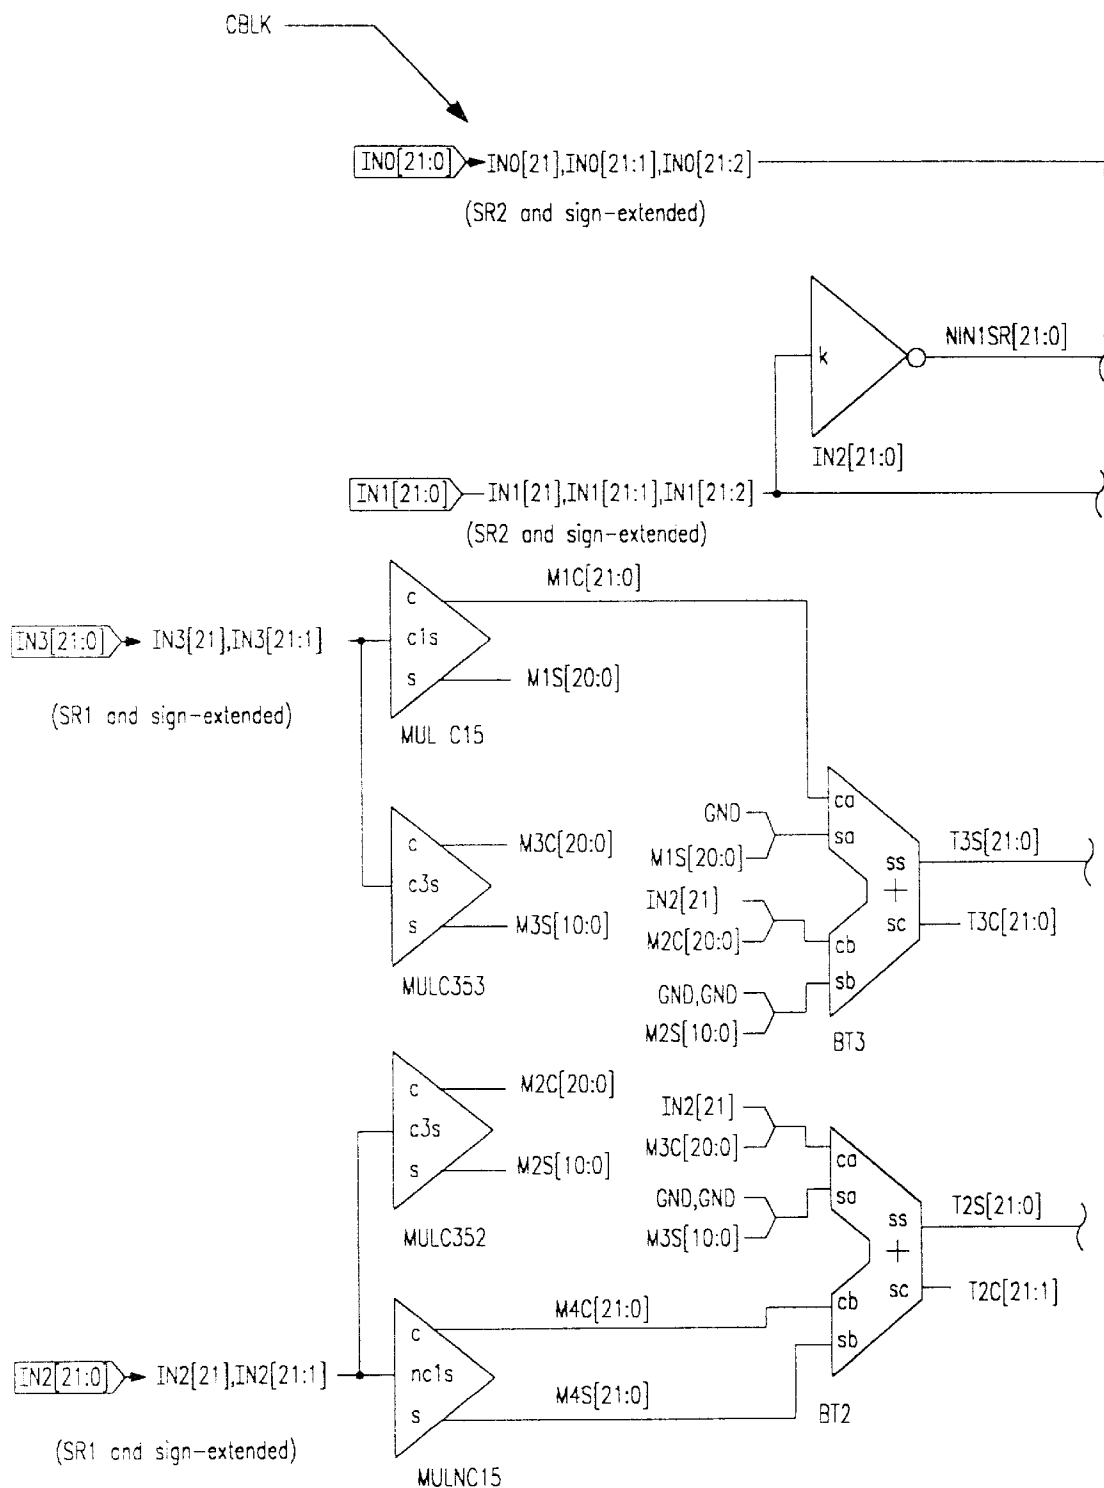 CBLK
IN0[21:0] IN0[21],IN0[21:1],IN0[21:2]
(SR2 and sign-extended)
k
NIN1SR[21:0]
IN2[21:0]
IN1[21:0] IN1[21],IN1[21:1],IN1[21:2]
(SR2 and sign-extended)
M1C[21:0]
c
IN3[21:0] IN3[21],IN3[21:1]
c1s
s
M1S[20:0]
(SR1 and sign-extended)
MUL C15
c
M3C[20:0]
c3s
s
M3S[10:0]
MULC353
GND
M1S[20:0]
IN2[21]
M2C[20:0]
GND,GND
M2S[10:0]
ca
sa
cb
sb
ss
+
sc
T3S[21:0]
T3C[21:0]
BT3
c
M2C[20:0]
c3s
s
M2S[10:0]
MULC352
IN2[21]
M3C[20:0]
GND,GND
M3S[10:0]
ca
sa
cb
sb
ss
+
sc
T2S[21:0]
T2C[21:1]
BT2
M4C[21:0]
c
IN2[21:0] IN2[21],IN2[21:1]
nc1s
s
M4S[21:0]
(SR1 and sign-extended)
MULNC15